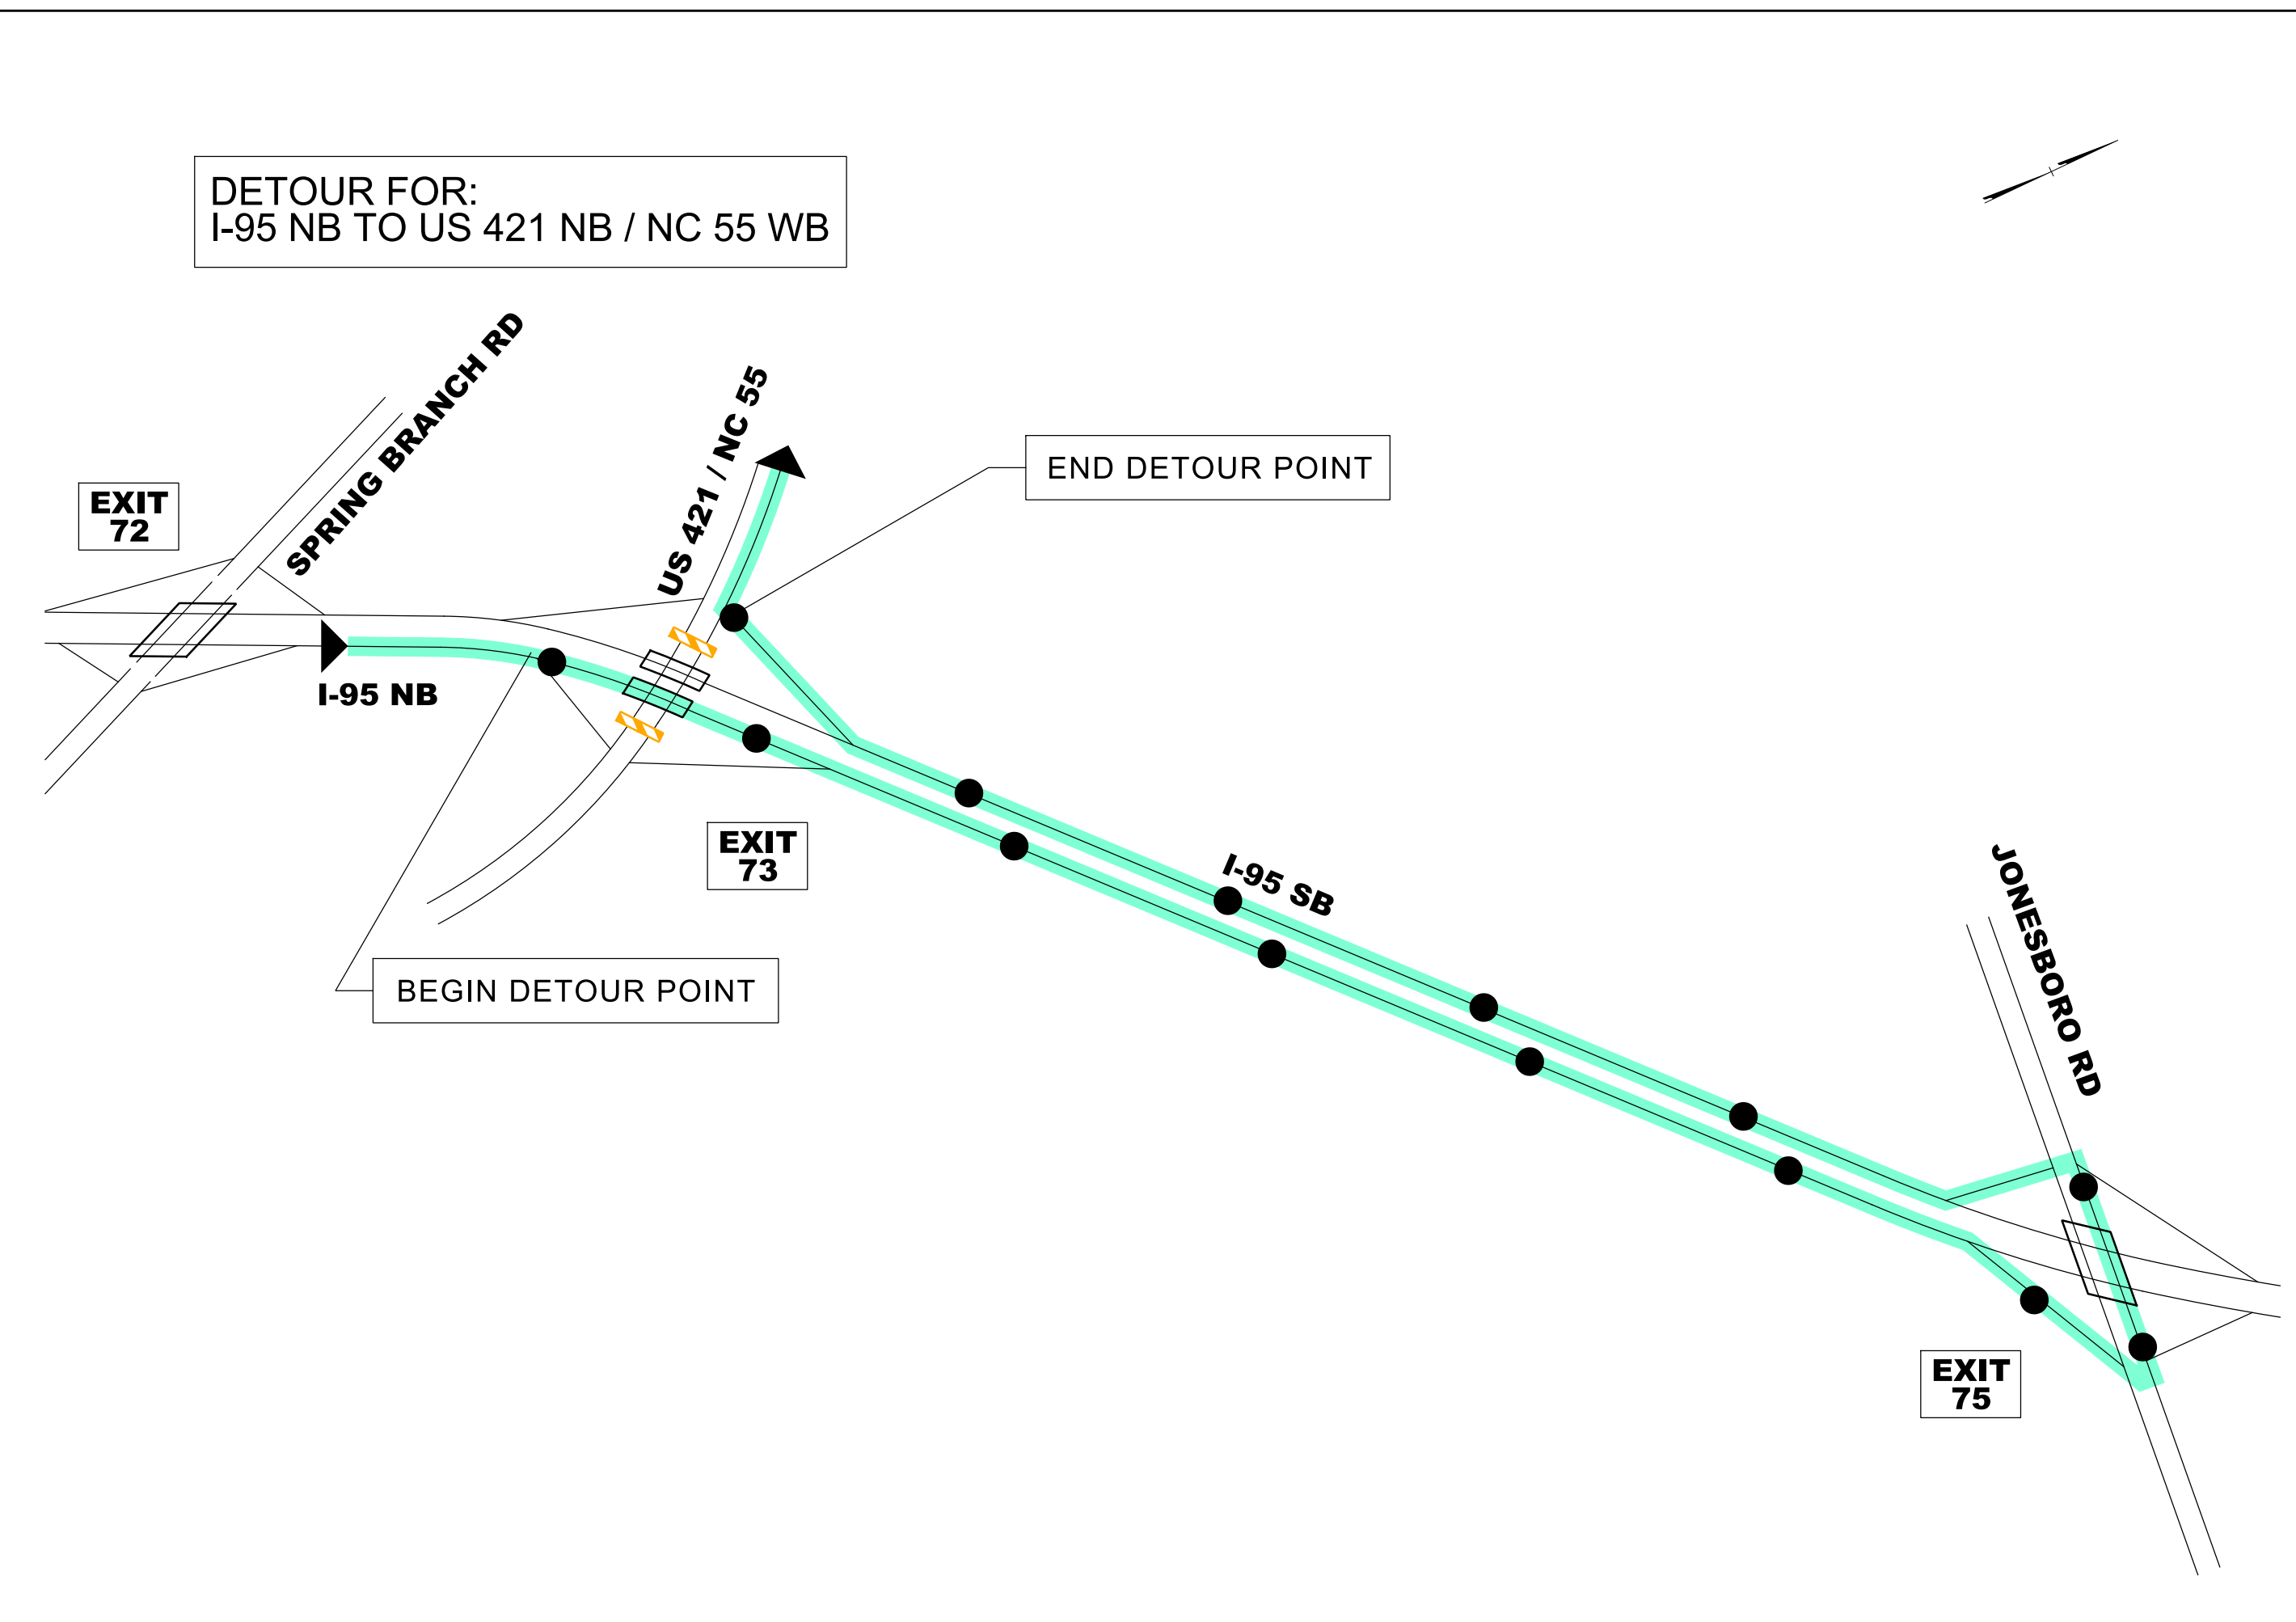 DETOUR FOR:
I-95 NB TO US 421 NB / NC 55 WB
SPRING BRANCH RD
US 421 / NC 55
END DETOUR POINT
EXIT
72
I-95 NB
EXIT
73
I-95 SB
JONESBORO RD
BEGIN DETOUR POINT
EXIT
75